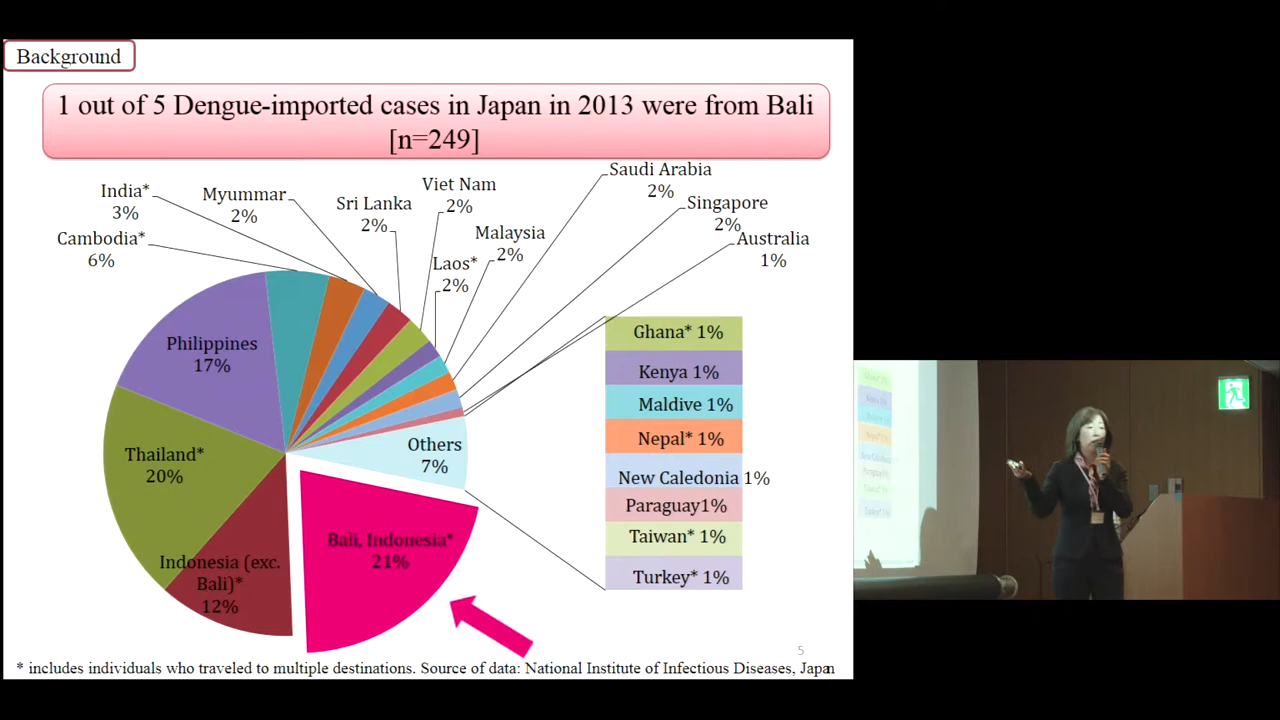 Background
1 out of 5 Dengue-imported cases in Japan in 2013 were from Bali
[n=249]
India*
3%
Myummar
2%
Sri Lanka
2%
Viet Nam
2%
Saudi Arabia
2%
Singapore
2%
Cambodia*
6%
Malaysia
2%
Australia
1%
Laos*
2%
Philippines
17%
Thailand*
20%
Indonesia (exc.
Bali)*
12%
Bali, Indonesia*
21%
Others
7%
Ghana* 1%
Kenya 1%
Maldive 1%
Nepal* 1%
New Caledonia 1%
Paraguay1%
Taiwan* 1%
Turkey* 1%
5
* includes individuals who traveled to multiple destinations. Source of data: National Institute of Infectious Diseases, Japan